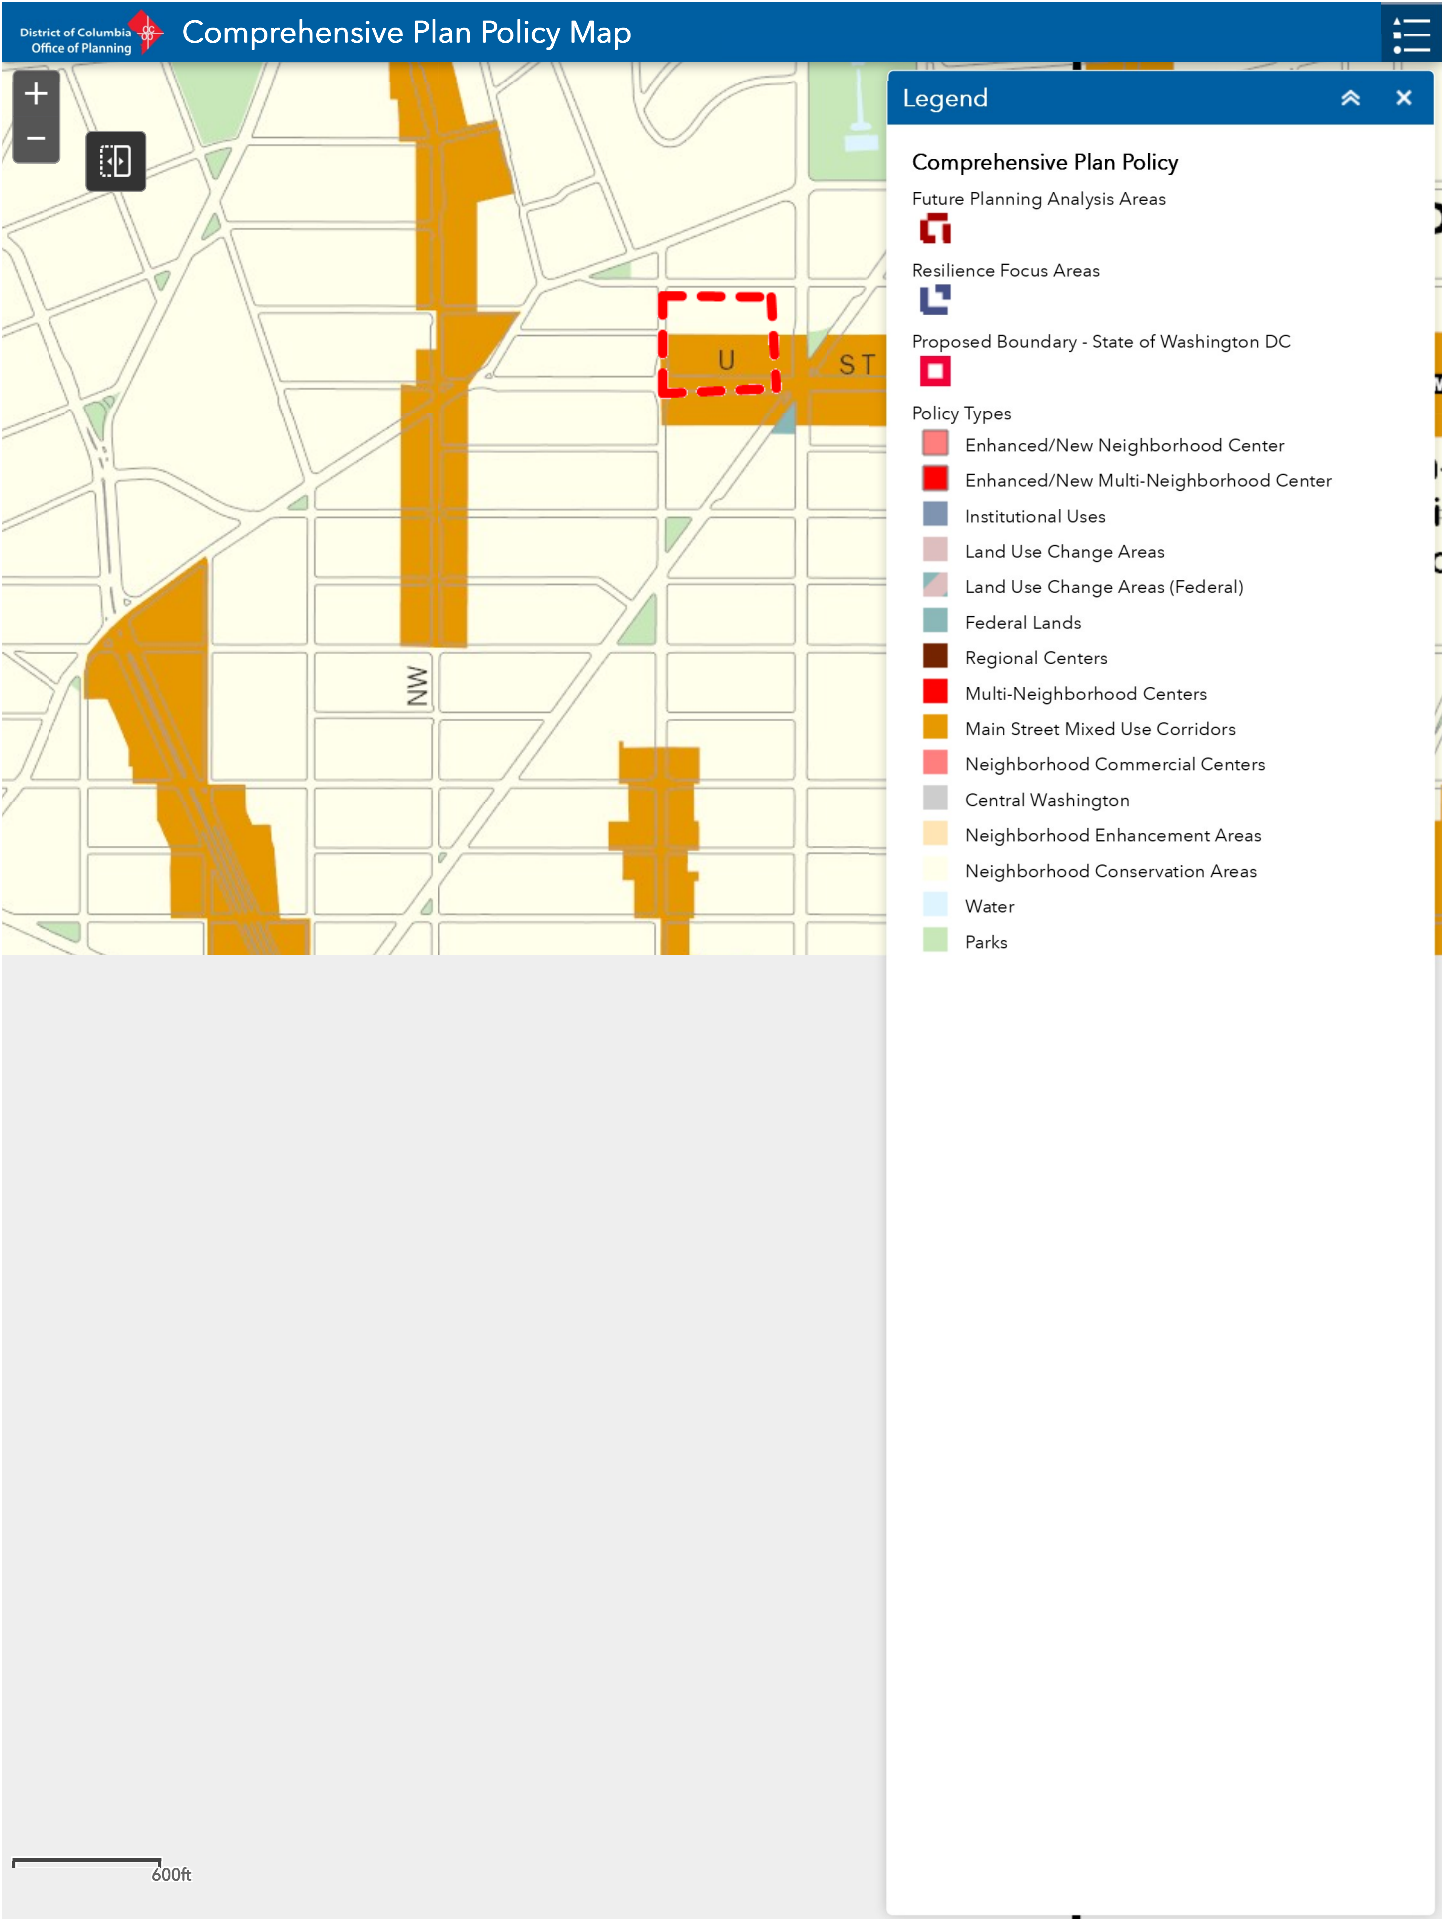 District of Columbia
Office of Planning
Comprehensive Plan Policy Map
+
−
Legend
Comprehensive Plan Policy
Future Planning Analysis Areas
Resilience Focus Areas
Proposed Boundary - State of Washington DC
Policy Types
Enhanced/New Neighborhood Center
Enhanced/New Multi-Neighborhood Center
Institutional Uses
Land Use Change Areas
Land Use Change Areas (Federal)
Federal Lands
Regional Centers
Multi-Neighborhood Centers
Main Street Mixed Use Corridors
Neighborhood Commercial Centers
Central Washington
Neighborhood Enhancement Areas
Neighborhood Conservation Areas
Water
Parks
U ST
NW
600ft